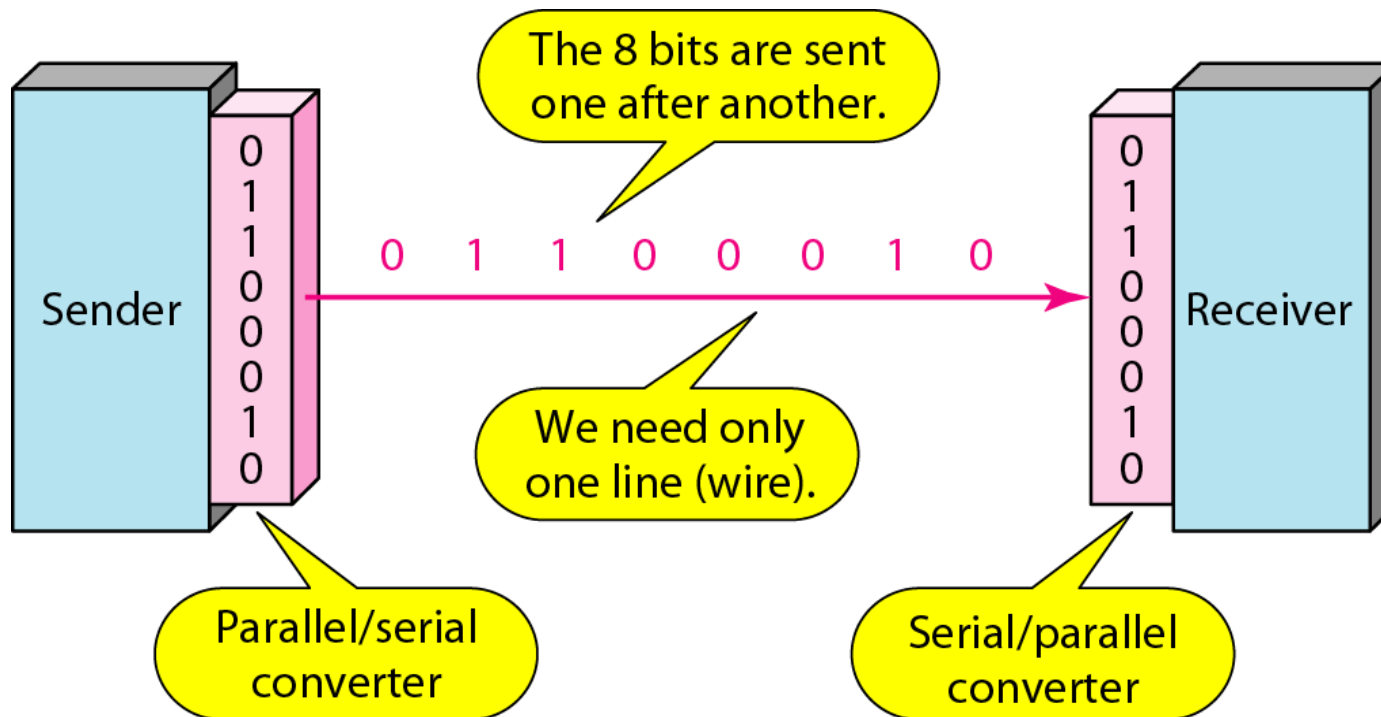 The 8 bits are sent
one after another.
0
1
1
0
0
0
1
0
Sender
0 1 1 0 0 0 1 0
0
1
1
0
0
0
1
0
Receiver
We need only
one line (wire).
Parallel/serial
converter
Serial/parallel
converter